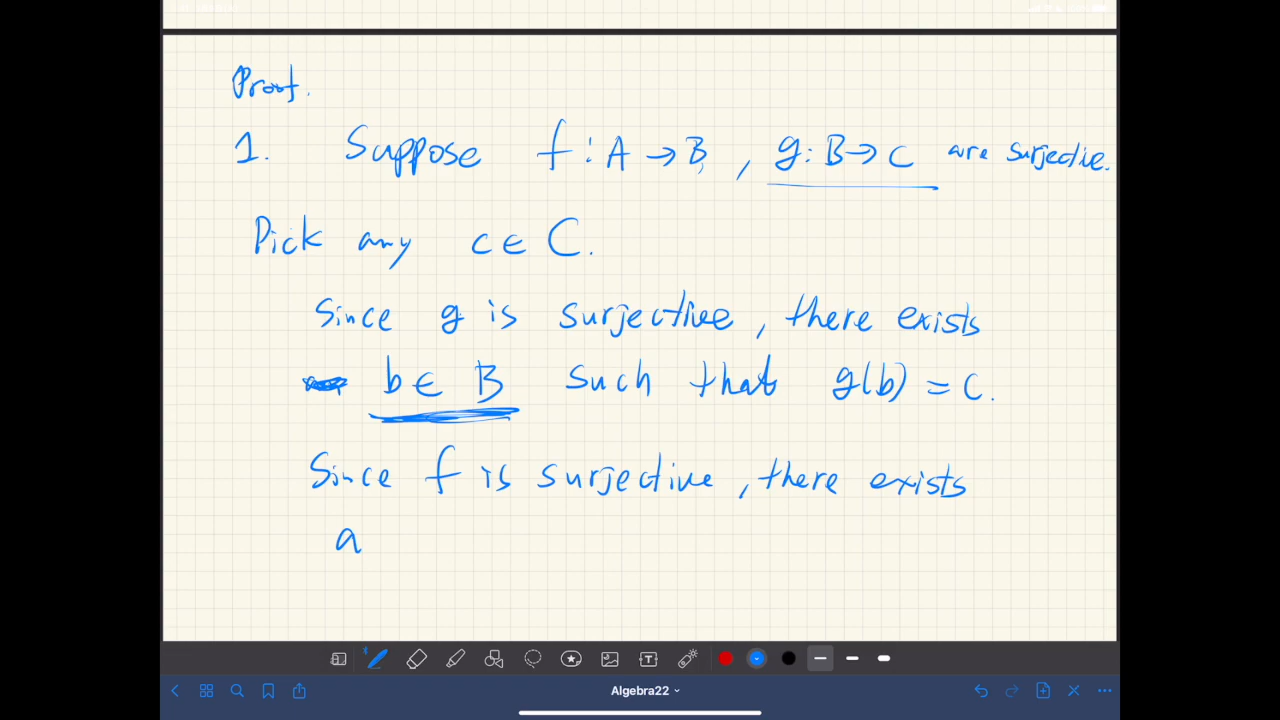 Proof.
1. Suppose f : A → B, g : B → C are surjective.
Pick any c ∈ C.
Since g is surjective, there exists
b ∈ B such that g(b) = c.
Since f is surjective, there exists
a
Algebra22